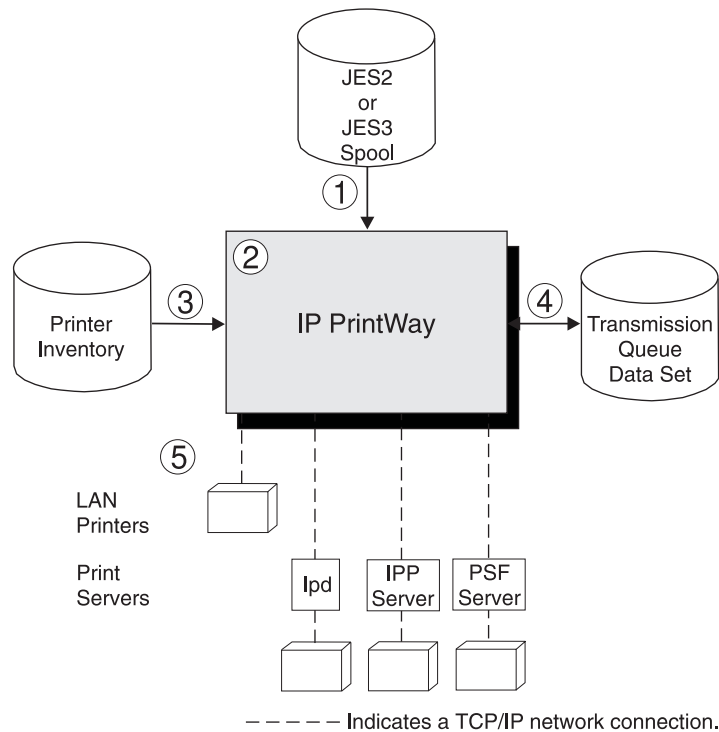 JES2
or
JES3
Spool
1
2
3
4
Printer
Inventory
IP PrintWay
Transmission
Queue
Data Set
5
LAN
Printers
Print
Servers
lpd
IPP
Server
PSF
Server
Indicates a TCP/IP network connection.